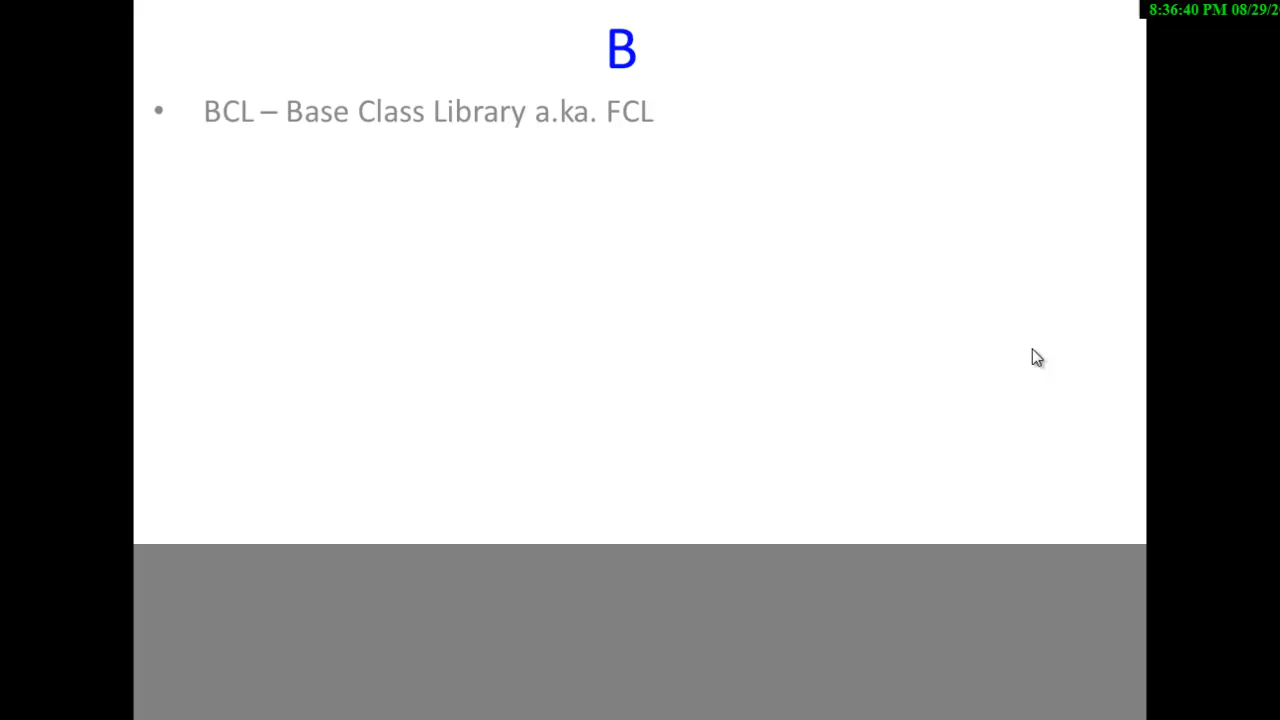 8:36:40 PM 08/29/2
B
• BCL – Base Class Library a.ka. FCL